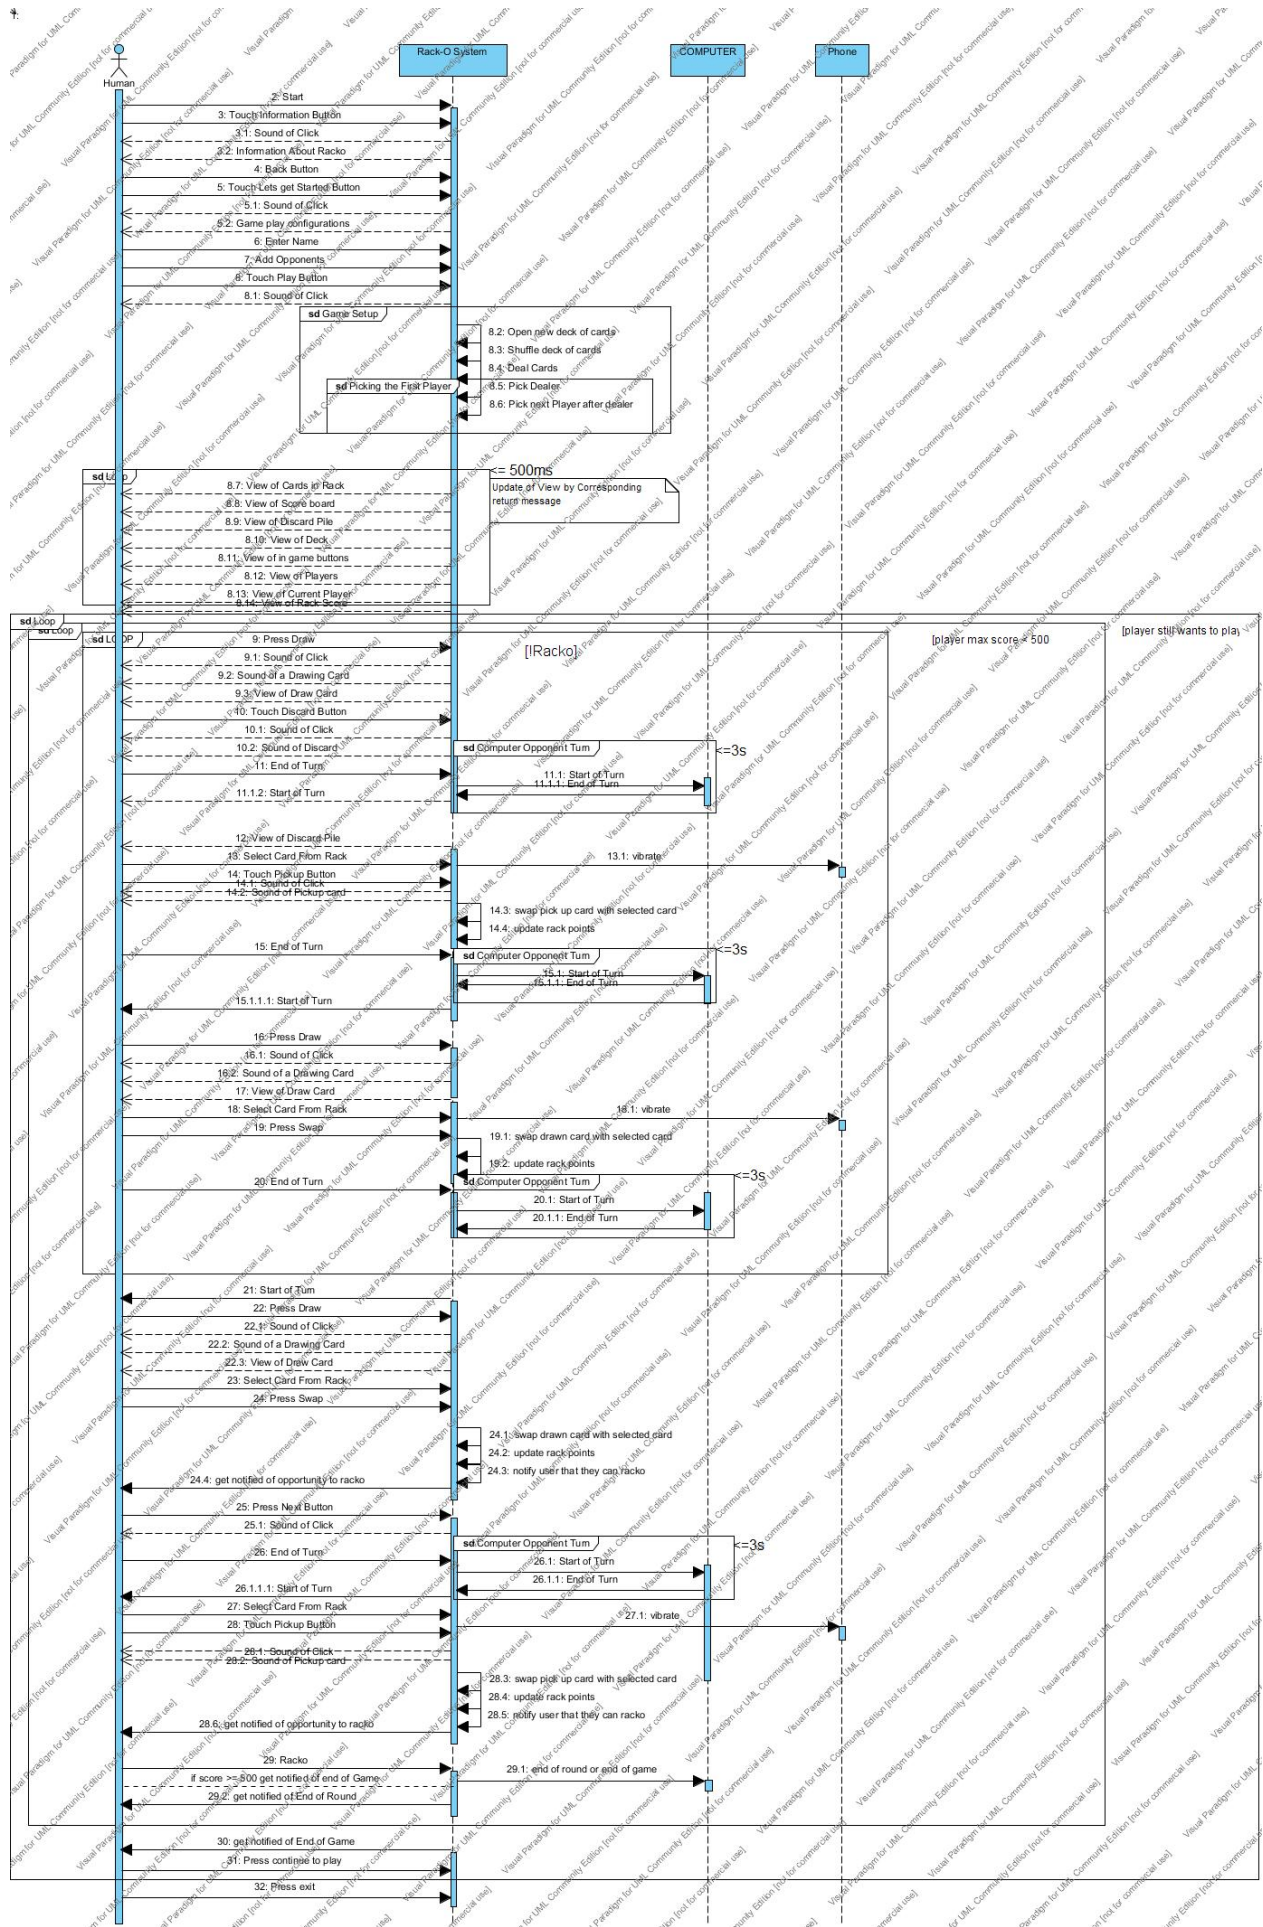 Rack-O System
COMPUTER
Phone
Human
2: Start
3: Touch Information Button
3.1: Sound of Click
3.2: Information About Racko
4: Back Button
5: Touch Lets get Started Button
5.1: Sound of Click
5.2: Game play configurations
6: Enter Name
7: Add Opponents
8: Touch Play Button
8.1: Sound of Click
sd Game Setup
8.2: Open new deck of cards
8.3: Shuffle deck of cards
8.4: Deal Cards
sd Picking the First Player
8.5: Pick Dealer
8.6: Pick next Player after dealer
sd Loop
<= 500ms
Update of View by Corresponding
return message
8.7: View of Cards in Rack
8.8: View of Score board
8.9: View of Discard Pile
8.10: View of Deck
8.11: View of in game buttons
8.12: View of Players
8.13: View of Current Player
8.14: View of Rack Score
sd Loop
sd Loop
sd LOOP
[!Racko]
[player max score < 500
[player still wants to play
9: Press Draw
9.1: Sound of Click
9.2: Sound of a Drawing Card
9.3: View of Draw Card
10: Touch Discard Button
10.1: Sound of Click
10.2: Sound of Discard
sd Computer Opponent Turn
<=3s
11: End of Turn
11.1: Start of Turn
11.1.1: End of Turn
11.1.2: Start of Turn
12: View of Discard Pile
13: Select Card From Rack
13.1: vibrate
14: Touch Pickup Button
14.1: Sound of Click
14.2: Sound of Pickup card
14.3: swap pick up card with selected card
14.4: update rack points
15: End of Turn
sd Computer Opponent Turn
<=3s
15.1: Start of Turn
15.1.1: End of Turn
15.1.1.1: Start of Turn
16: Press Draw
16.1: Sound of Click
16.2: Sound of a Drawing Card
17: View of Draw Card
18: Select Card From Rack
18.1: vibrate
19: Press Swap
19.1: swap drawn card with selected card
19.2: update rack points
20: End of Turn
sd Computer Opponent Turn
<=3s
20.1: Start of Turn
20.1.1: End of Turn
21: Start of Turn
22: Press Draw
22.1: Sound of Click
22.2: Sound of a Drawing Card
22.3: View of Draw Card
23: Select Card From Rack
24: Press Swap
24.1: swap drawn card with selected card
24.2: update rack points
24.3: notify user that they can racko
24.4: get notified of opportunity to racko
25: Press Next Button
25.1: Sound of Click
sd Computer Opponent Turn
<=3s
26: End of Turn
26.1: Start of Turn
26.1.1: End of Turn
26.1.1.1: Start of Turn
27: Select Card From Rack
27.1: vibrate
28: Touch Pickup Button
28.1: Sound of Click
28.2: Sound of Pickup card
28.3: swap pick up card with selected card
28.4: update rack points
28.5: notify user that they can racko
28.6: get notified of opportunity to racko
29: Racko
29.1: end of round or end of game
if score >= 500 get notified of end of Game
29.2: get notified of End of Round
30: get notified of End of Game
31: Press continue to play
32: Press exit
Visual Paradigm for UML Community Edition [not for commercial use]